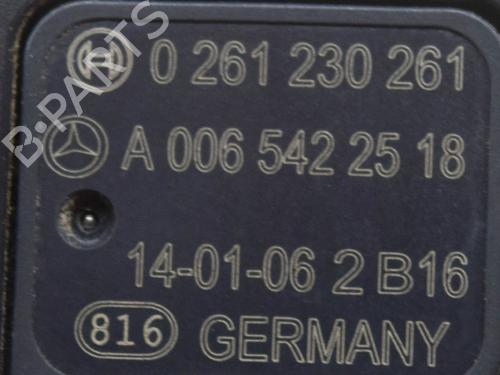 0 261 230 261
A 006 542 25 18
14-01-06 2 B16
816 GERMANY
B-PARTS